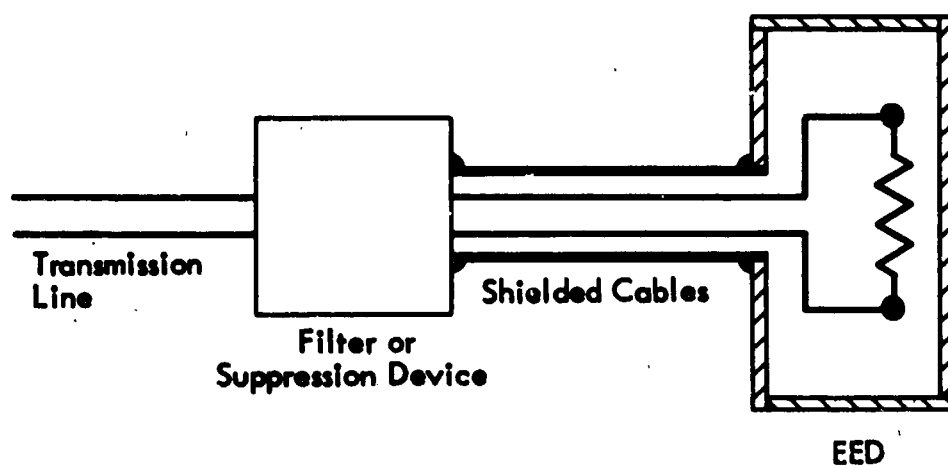 Transmission
Line
Filter or
Suppression Device
Shielded Cables
EED